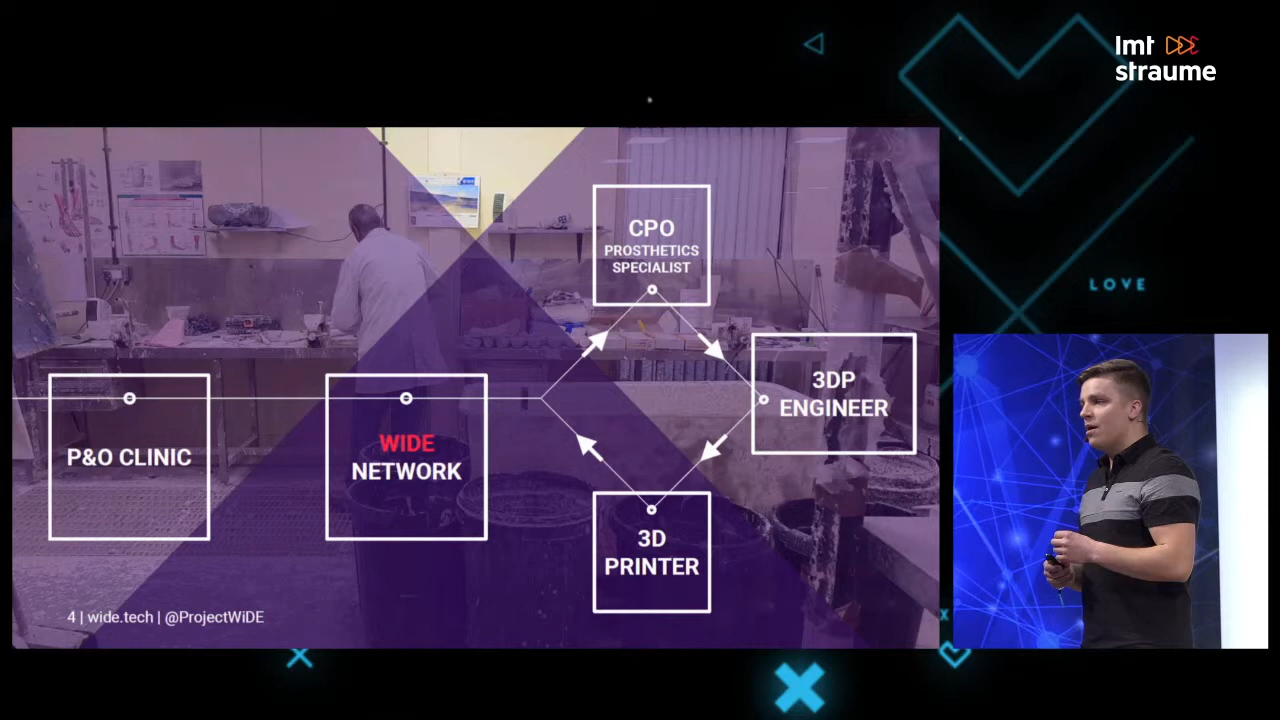 lmt
straume
CPO
PROSTHETICS
SPECIALIST
3DP
ENGINEER
P&O CLINIC
WIDE
NETWORK
3D
PRINTER
4 | wide.tech | @ProjectWiDE
LOVE
X